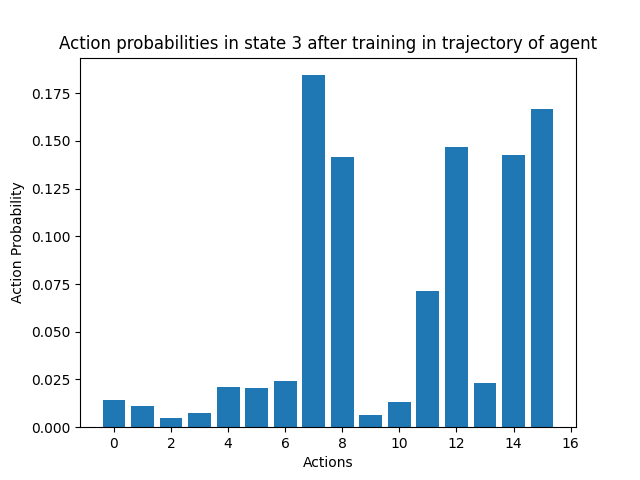 Action probabilities in state 3 after training in trajectory of agent
0.175
0.150
0.125
0.100
0.075
0.050
0.025
0.000
Action Probability
0 2 4 6 8 10 12 14 16
Actions